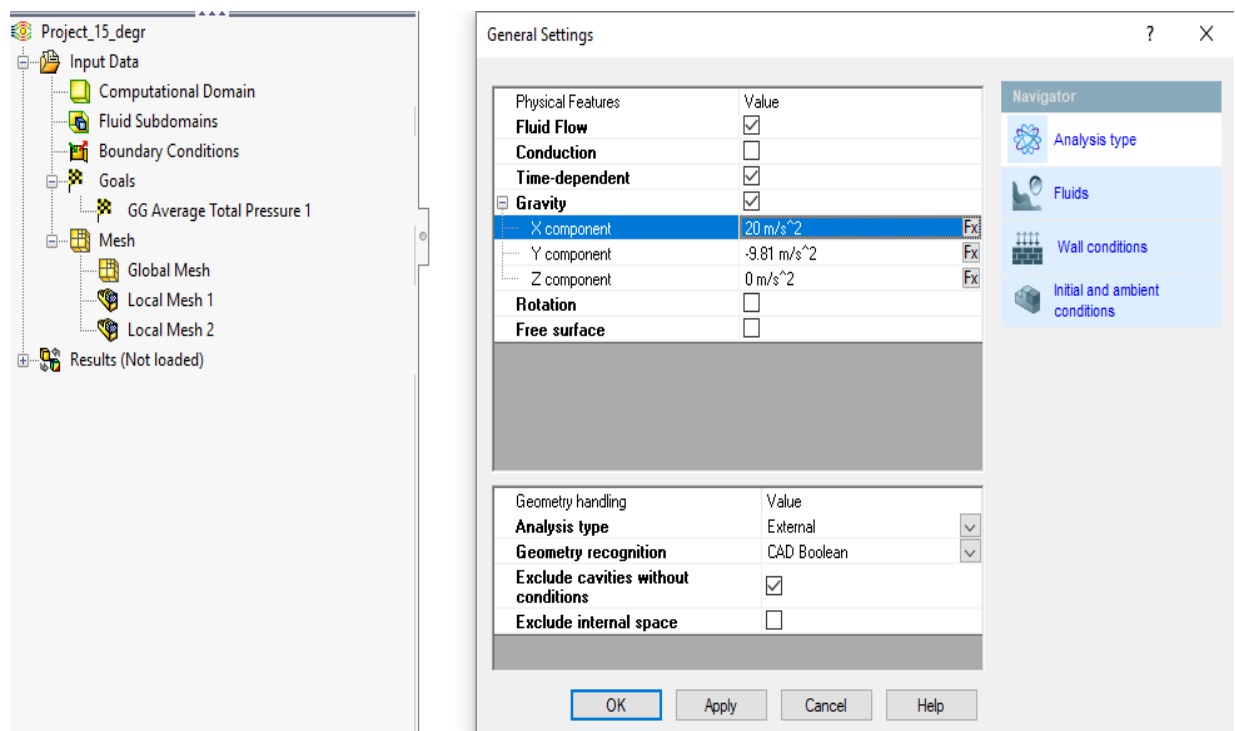 Project_15_degr
Input Data
Computational Domain
Fluid Subdomains
Boundary Conditions
Goals
GG Average Total Pressure 1
Mesh
Global Mesh
Local Mesh 1
Local Mesh 2
Results (Not loaded)
General Settings ? X
Physical Features Value
Fluid Flow
Conduction
Time-dependent
Gravity
X component 20 m/s^2 Fx
Y component -9.81 m/s^2 Fx
Z component 0 m/s^2 Fx
Rotation
Free surface
Geometry handling Value
Analysis type External
Geometry recognition CAD Boolean
Exclude cavities without
conditions
Exclude internal space
OK Apply Cancel Help
Navigator
Analysis type
Fluids
Wall conditions
Initial and ambient
conditions